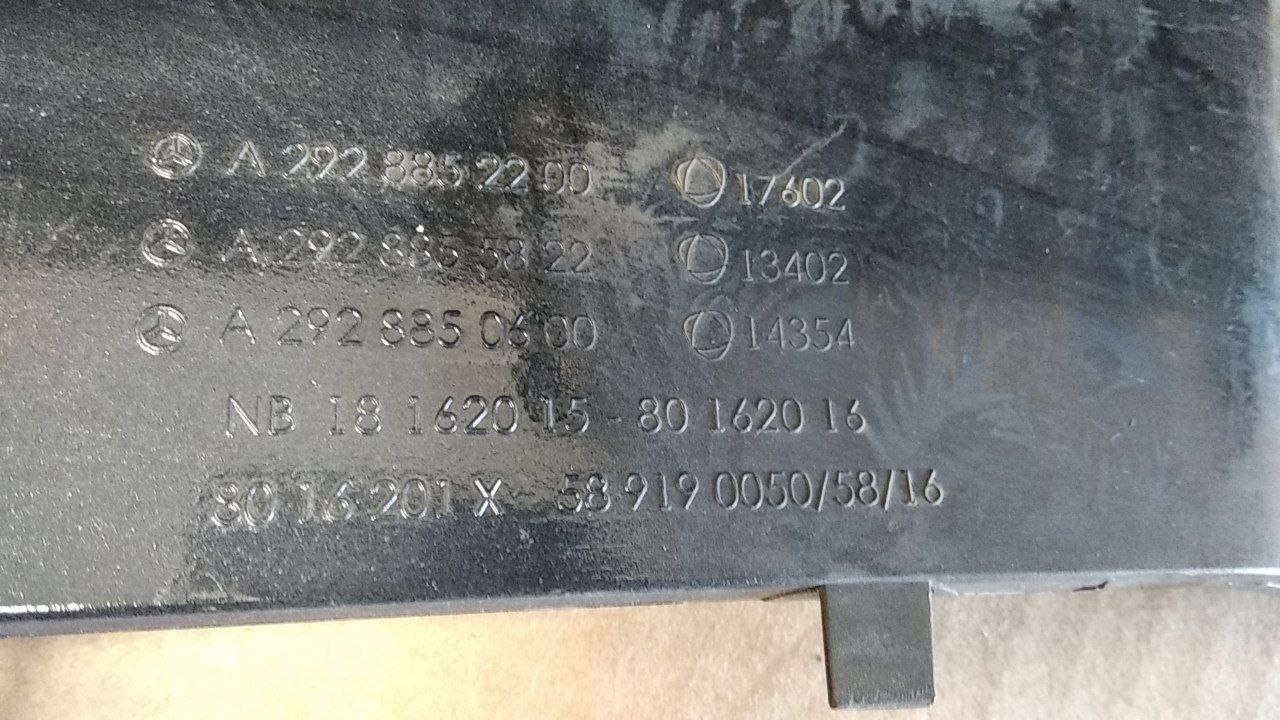 A 292 885 22 00 17602
A 292 885 58 22 13402
A 292 885 06 00 14354
NB 18 1620 15 - 80 1620 16
80 16 201 X - 58 919 0050/58/16